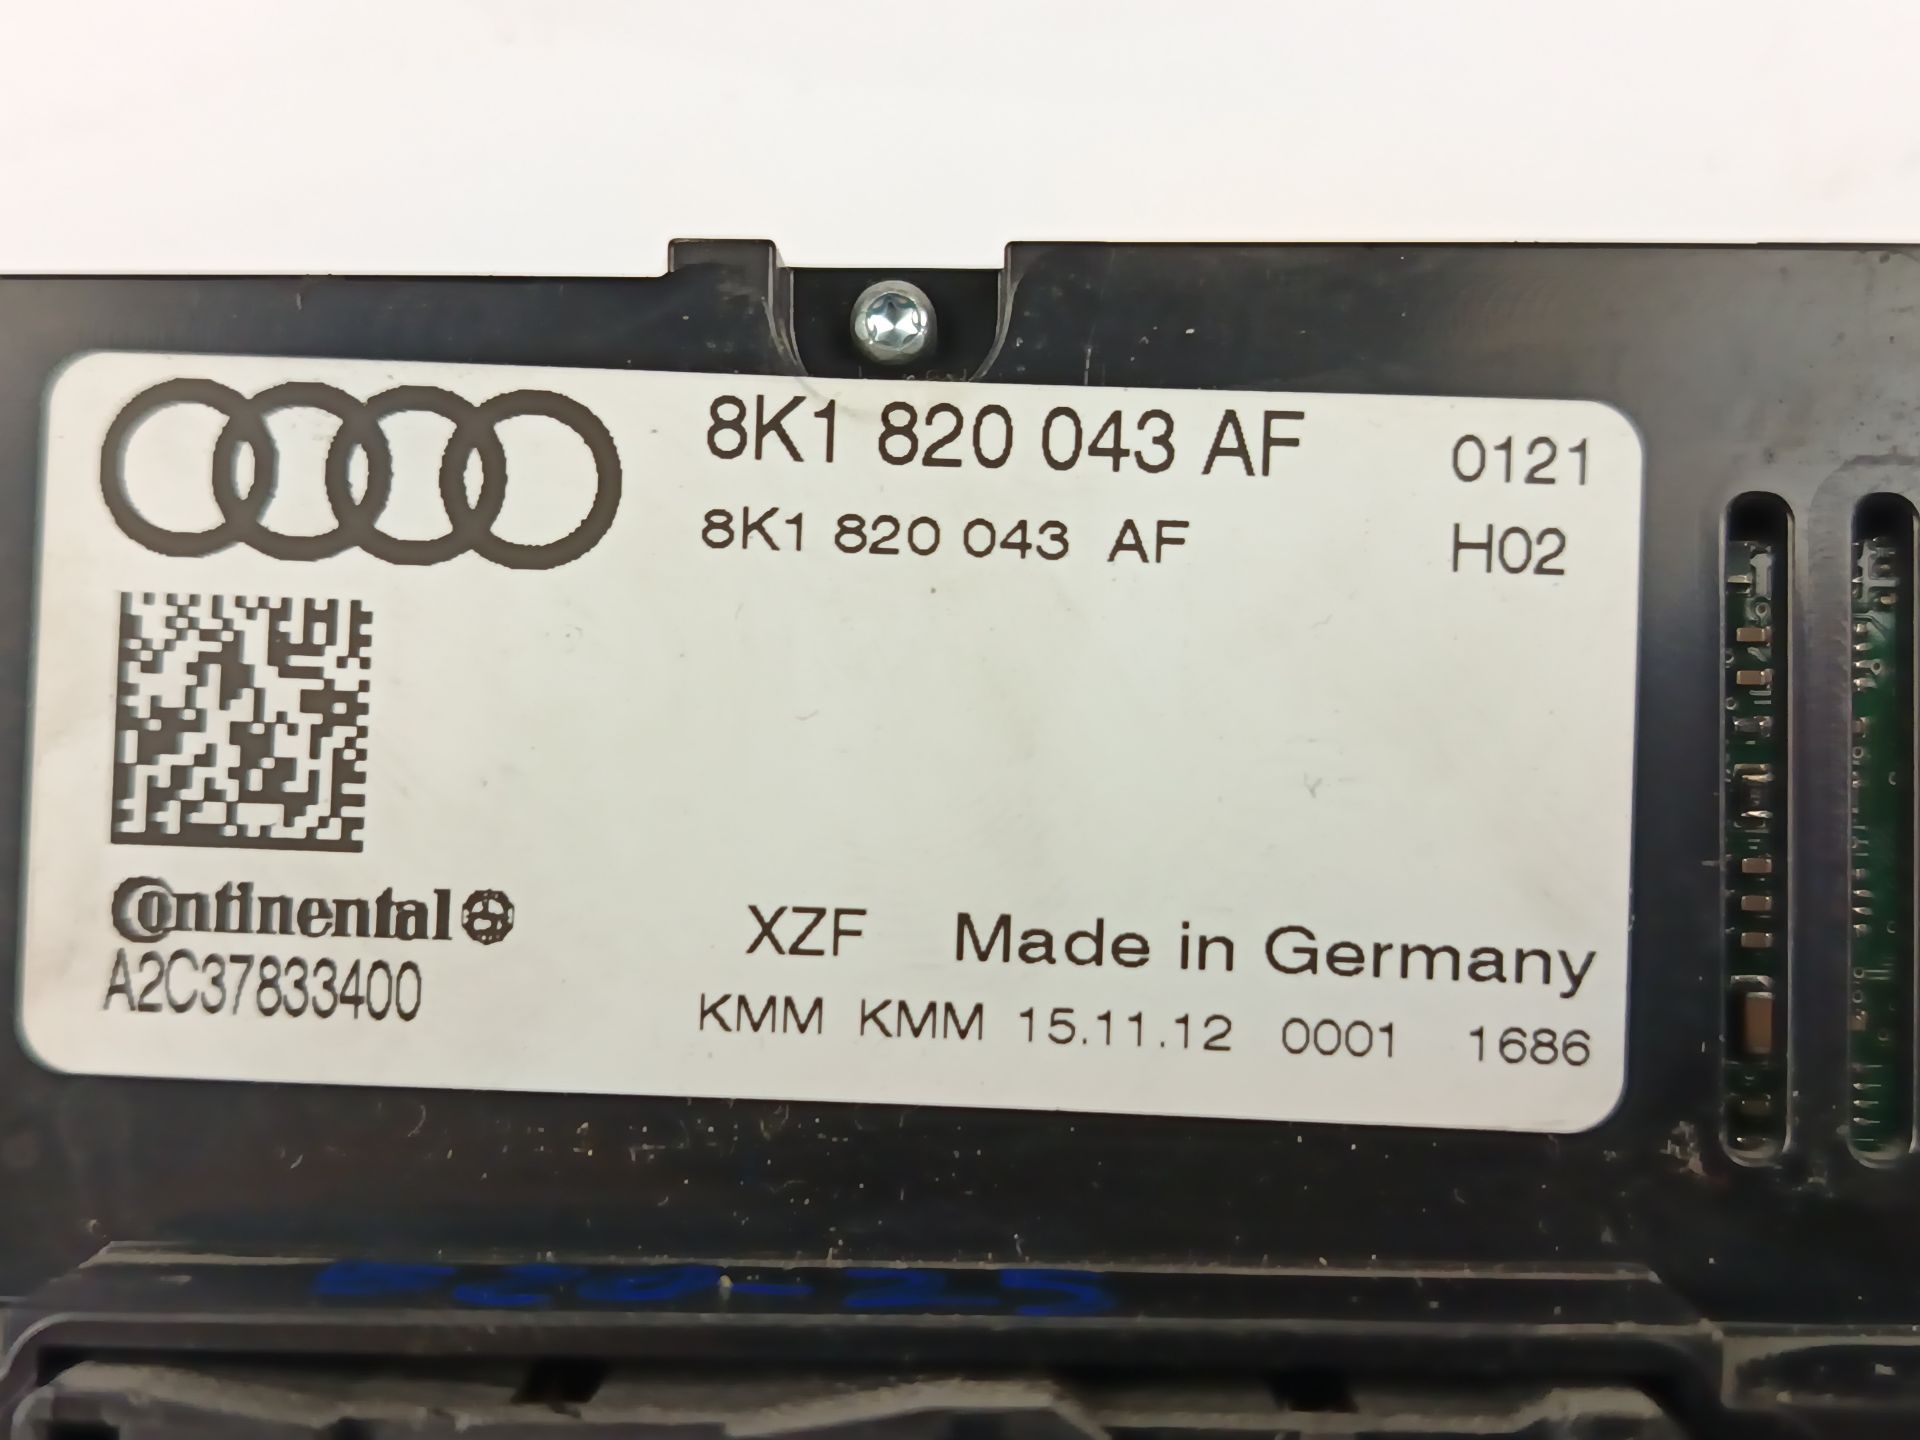 8K1 820 043 AF 0121
8K1 820 043 AF H02
Continental
A2C37833400
XZF Made in Germany
KMM KMM 15.11.12 0001 1686